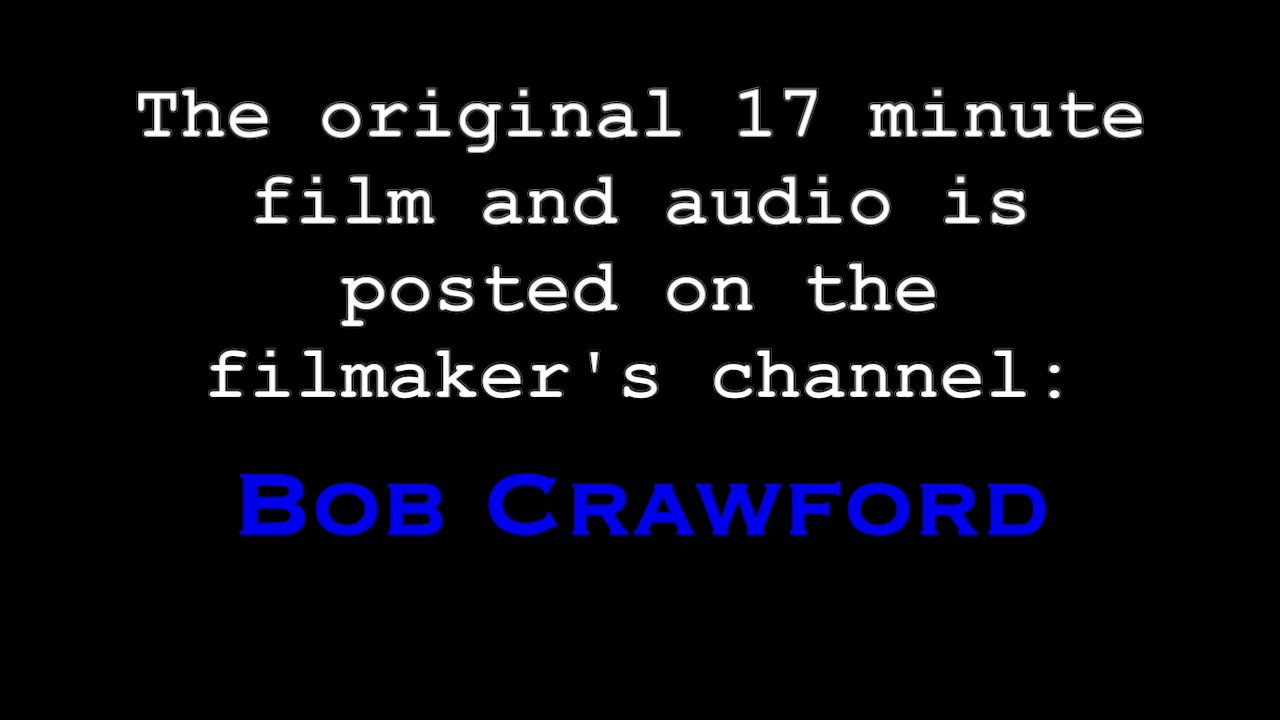 The original 17 minute
film and audio is
posted on the
filmaker's channel:
Bob Crawford